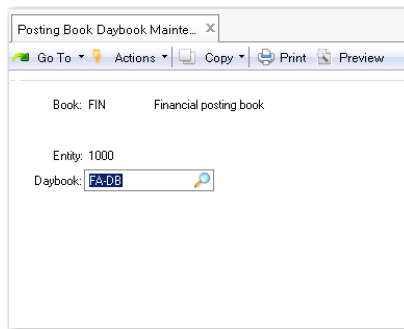 Posting Book Daybook Mainte...
Go To Actions Copy Print Preview
Book: FIN Financial posting book
Entity: 1000
Daybook: FA-DB